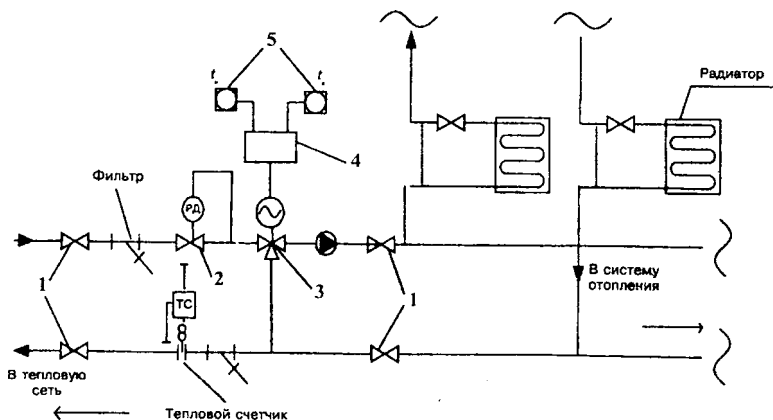 5
t.
t.
Радиатор
4
Фильтр
РД
1
2
3
1
ТС
В систему
отопления
В тепловую
сеть
Тепловой счетчик